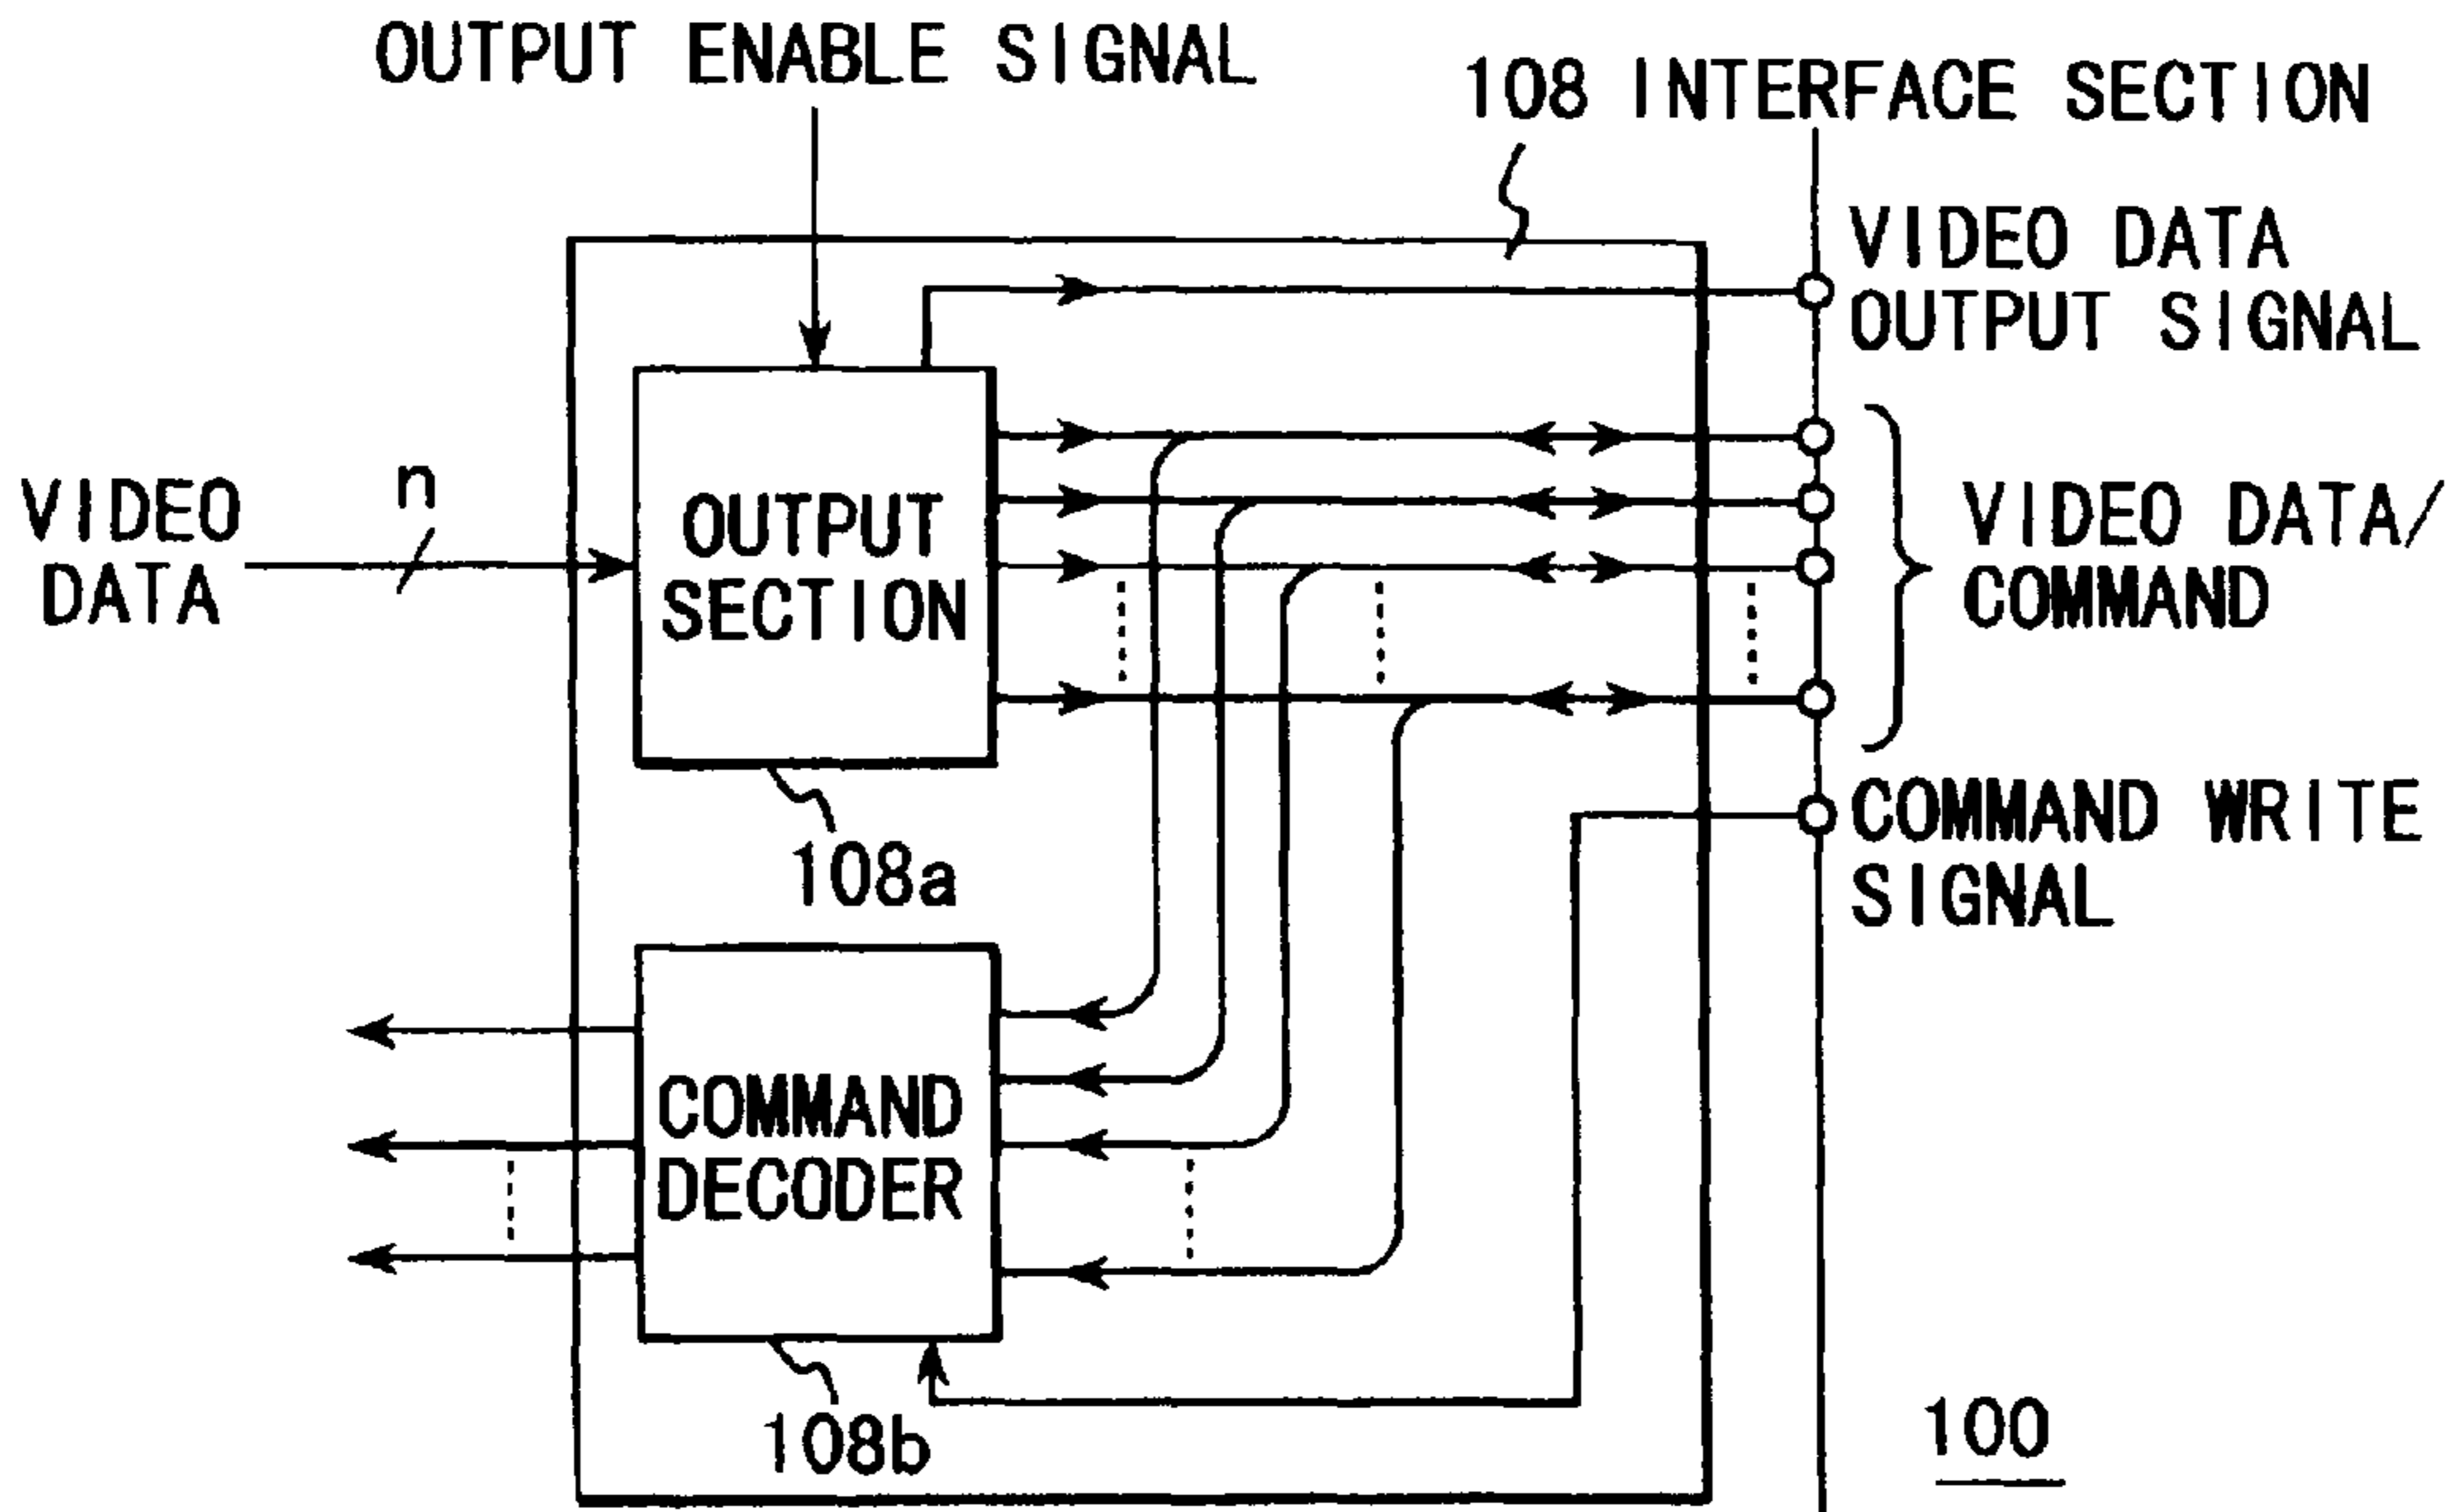 OUTPUT ENABLE SIGNAL
108 INTERFACE SECTION
VIDEO DATA
OUTPUT SIGNAL
n
VIDEO
DATA
OUTPUT
SECTION
VIDEO DATA/
COMMAND
COMMAND WRITE
SIGNAL
108a
COMMAND
DECODER
108b
100